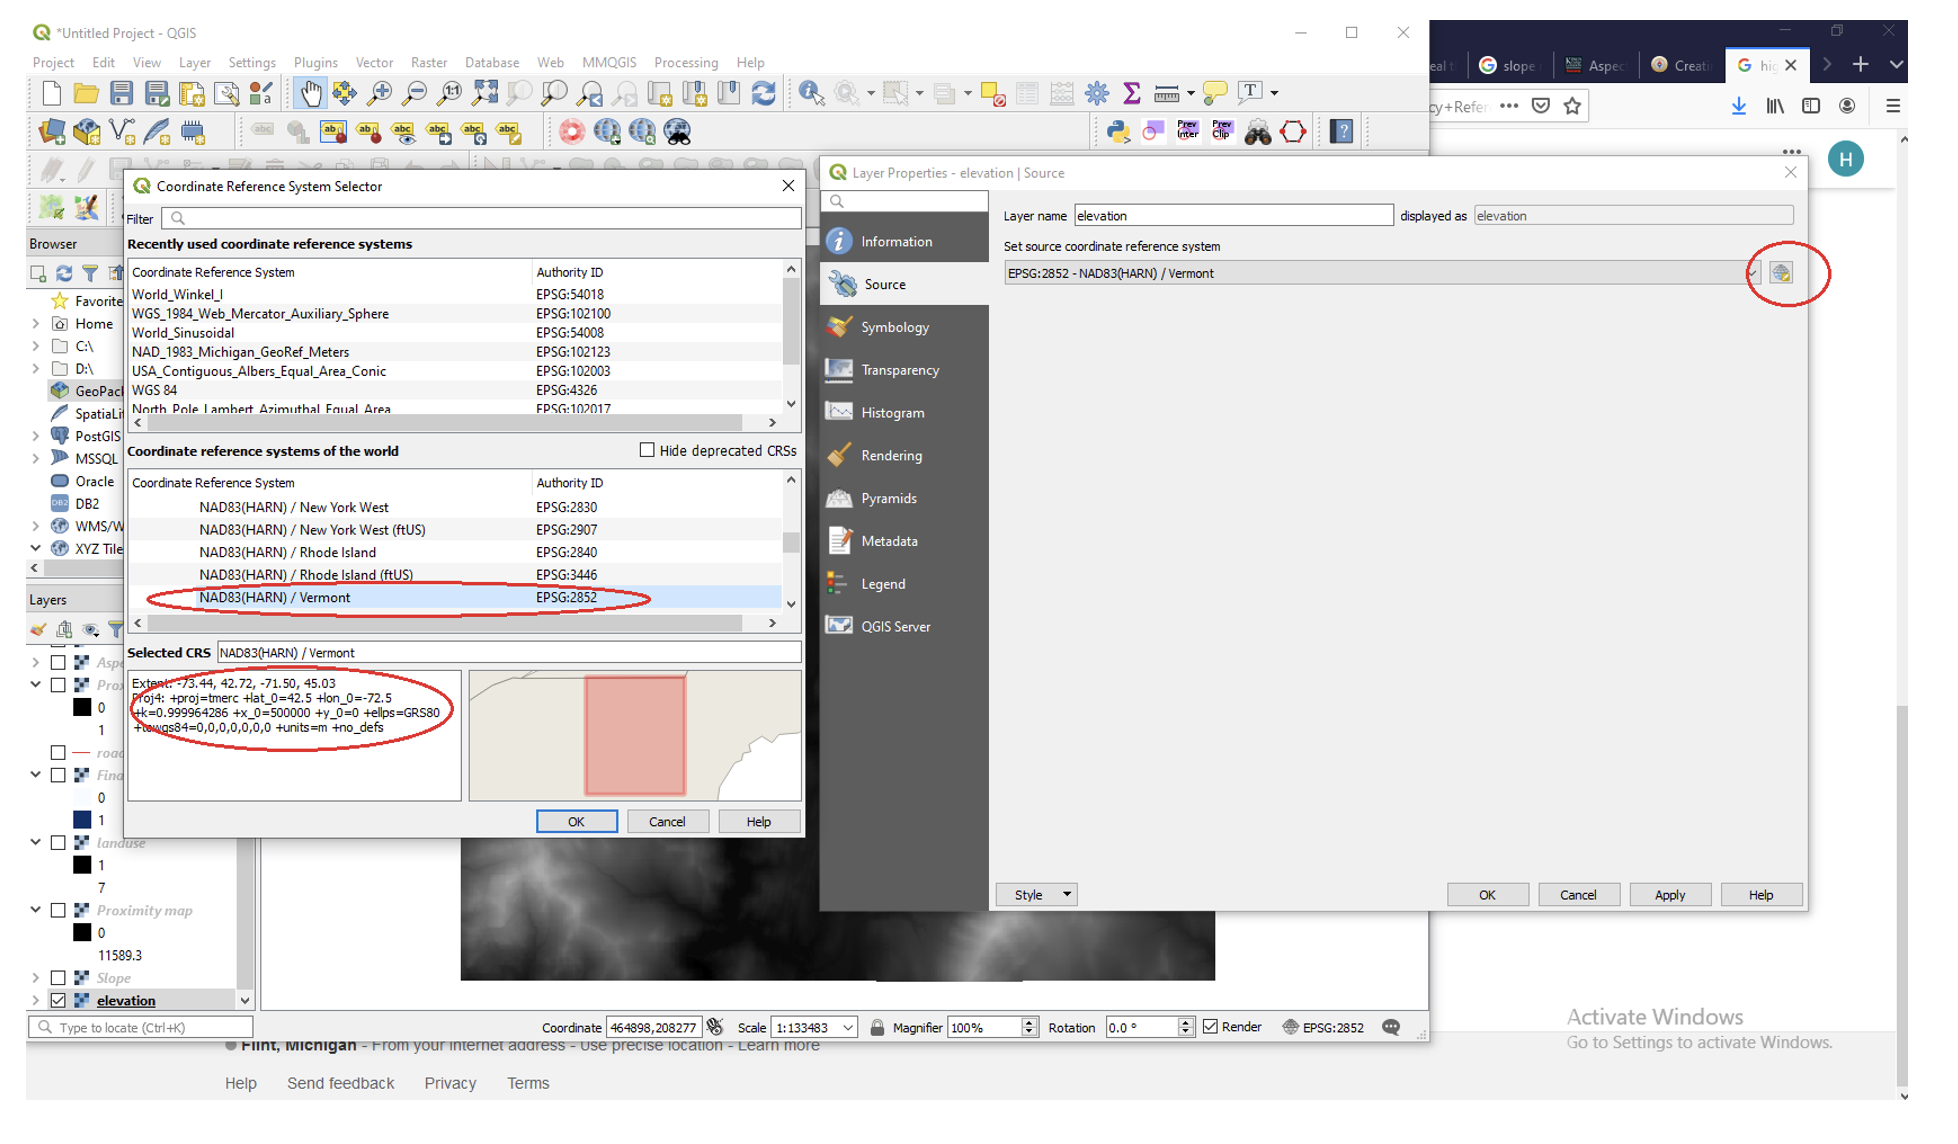 *Untitled Project - QGIS
Project Edit View Layer Settings Plugins Vector Raster Database Web MMQGIS Processing Help
slope
Aspec
Creati
hig
cy+Refer
H
Coordinate Reference System Selector
Filter
Recently used coordinate reference systems
Coordinate Reference System Authority ID
World_Winkel_I EPSG:54018
WGS_1984_Web_Mercator_Auxiliary_Sphere EPSG:102100
World_Sinusoidal EPSG:54008
NAD_1983_Michigan_GeoRef_Meters EPSG:102123
USA_Contiguous_Albers_Equal_Area_Conic EPSG:102003
WGS 84 EPSG:4326
North_Pole_Lambert_Azimuthal_Equal_Area EPSG:102017
Coordinate reference systems of the world Hide deprecated CRSs
Coordinate Reference System Authority ID
NAD83(HARN) / New York West EPSG:2830
NAD83(HARN) / New York West (ftUS) EPSG:2907
NAD83(HARN) / Rhode Island EPSG:2840
NAD83(HARN) / Rhode Island (ftUS) EPSG:3446
NAD83(HARN) / Vermont EPSG:2852
Selected CRS NAD83(HARN) / Vermont
Extent: -73.44, 42.72, -71.50, 45.03
Proj4: +proj=tmerc +lat_0=42.5 +lon_0=-72.5
+k=0.999964286 +x_0=500000 +y_0=0 +ellps=GRS80
+towgs84=0,0,0,0,0,0,0 +units=m +no_defs
OK Cancel Help
Browser
Favorite
Home
C:\
D:\
GeoPack
SpatiaLit
PostGIS
MSSQL
Oracle
DB2
WMS/W
XYZ Tile
Layers
Aspe
Prox
0
1
road
Fina
0
1
landuse
1
7
Proximity map
0
11589.3
Slope
elevation
Layer Properties - elevation | Source
Layer name elevation displayed as elevation
Set source coordinate reference system
EPSG:2852 - NAD83(HARN) / Vermont
Information
Source
Symbology
Transparency
Histogram
Rendering
Pyramids
Metadata
Legend
QGIS Server
Style OK Cancel Apply Help
Type to locate (Ctrl+K) Coordinate 464898,208277 Scale 1:133483 Magnifier 100% Rotation 0.0 ° Render EPSG:2852
Activate Windows
Go to Settings to activate Windows.
Flint, Michigan - From your internet address - Use precise location - Learn more
Help Send feedback Privacy Terms